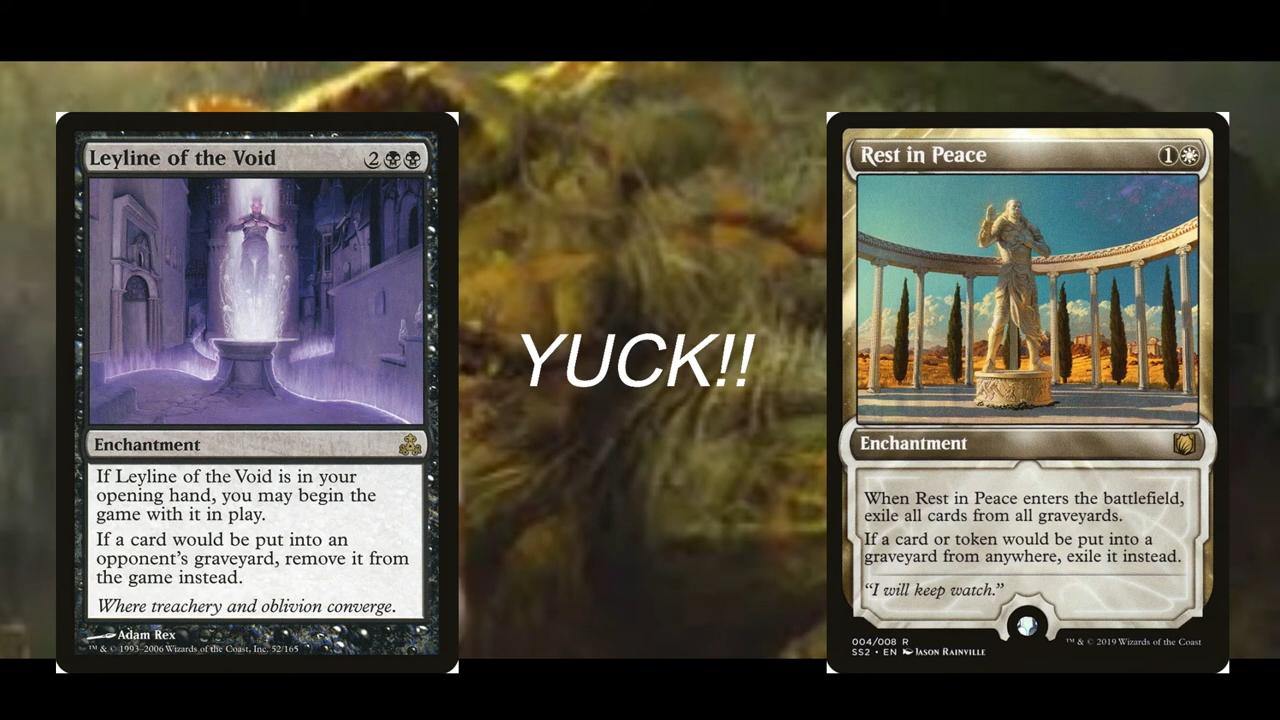 Leyline of the Void
2
Enchantment
If Leyline of the Void is in your
opening hand, you may begin the
game with it in play.
If a card would be put into an
opponent's graveyard, remove it from
the game instead.
Where treachery and oblivion converge.
Adam Rex
™ & © 1993–2006 Wizards of the Coast, Inc. 52/165
YUCK!!
Rest in Peace
1
Enchantment
When Rest in Peace enters the battlefield,
exile all cards from all graveyards.
If a card or token would be put into a
graveyard from anywhere, exile it instead.
“I will keep watch.”
004/008 R
SS2 • EN Jason Rainville
™ & © 2019 Wizards of the Coast